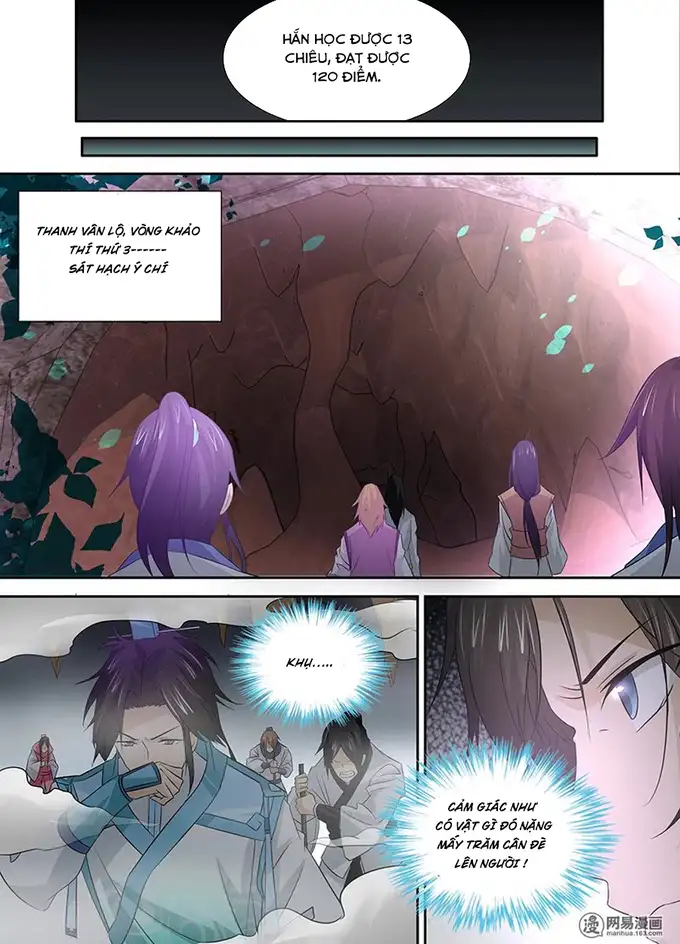 HẮN HỌC ĐƯỢC 13
CHIÊU, ĐẠT ĐƯỢC
120 ĐIỂM.
THANH VÂN LỘ, VÒNG KHẢO
THÍ THỨ 3------
SÁT HẠCH Ý CHÍ
KHỤ.....
CẢM GIÁC NHƯ
CÓ VẬT GÌ ĐÓ NẶNG
MẤY TRĂM CÂN ĐÈ
LÊN NGƯỜI !
漫 网易漫画
manhua.163.com